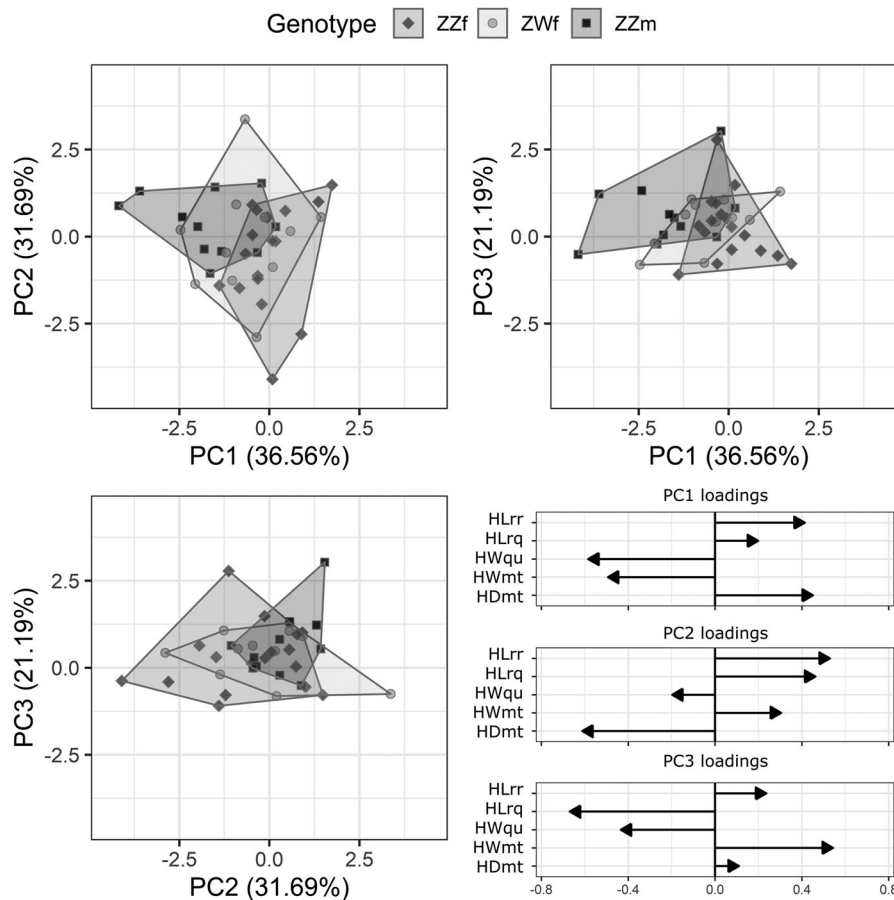 Genotype ZZf ZWf ZZm
PC2 (31.69%)
2.5
0.0
-2.5
-2.5 0.0 2.5
PC1 (36.56%)
PC3 (21.19%)
2.5
0.0
-2.5
-2.5 0.0 2.5
PC1 (36.56%)
PC3 (21.19%)
2.5
0.0
-2.5
-2.5 0.0 2.5
PC2 (31.69%)
PC1 loadings
HLrr
HLrq
HWqu
HWmt
HDmt
PC2 loadings
HLrr
HLrq
HWqu
HWmt
HDmt
PC3 loadings
HLrr
HLrq
HWqu
HWmt
HDmt
-0.8 -0.4 0.0 0.4 0.8